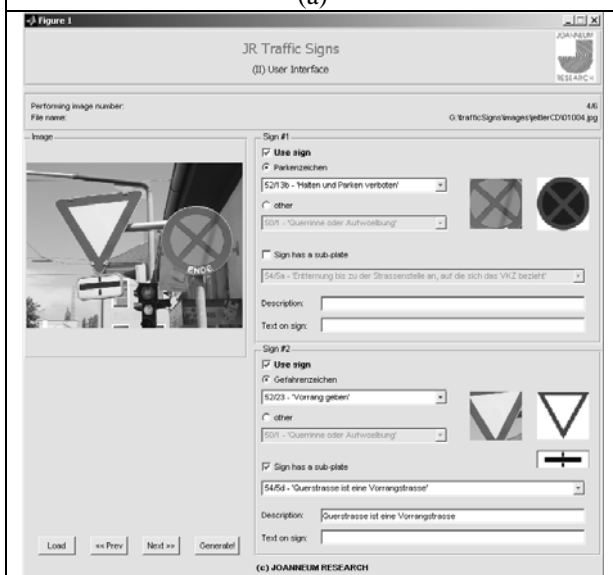 (a)
Figure 1
JR Traffic Signs
(II) User Interface
JOANNEUM
RESEARCH
Performing image number:
4/6
File name:
G:\trafficSigns\images\jetlerCD\01004.jpg
Image
ENDE
Sign #1
Use sign
Parkenzeichen
52/13b - 'Halten und Parken verboten'
other
50/1 - 'Querrinne oder Aufwoelbung'
Sign has a sub-plate
54/5a - 'Entfernung bis zu der Strassenstelle an, auf die sich das VKZ bezieht'
Description:
Text on sign:
Sign #2
Use sign
Gefahrenzeichen
52/23 - 'Vorrang geben'
other
50/1 - 'Querrinne oder Aufwoelbung'
Sign has a sub-plate
54/5d - 'Querstrasse ist eine Vorrangstrasse'
Description:
Querstrasse ist eine Vorrangstrasse
Text on sign:
Load
<< Prev
Next >>
Generate!
(c) JOANNEUM RESEARCH